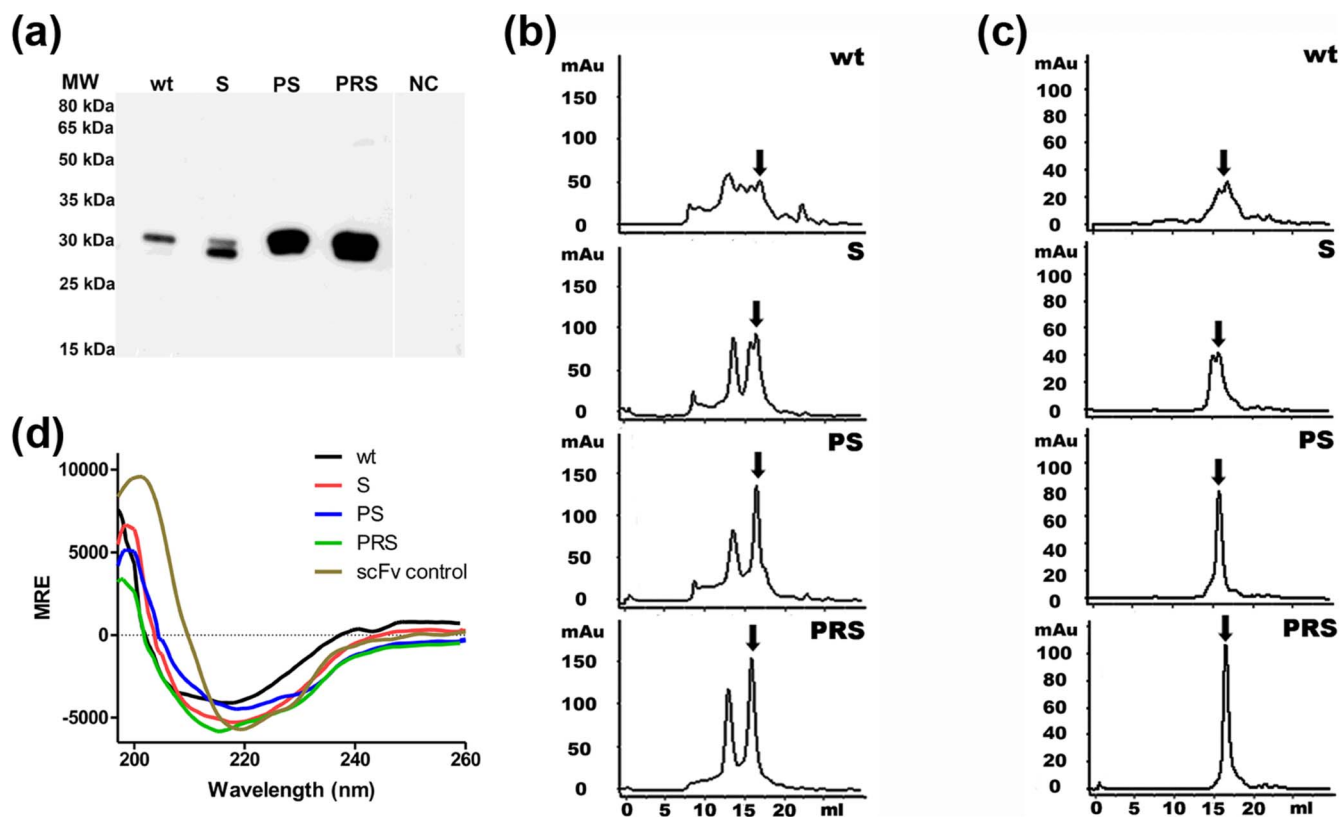 (a)
MW wt S PS PRS NC
80 kDa
65 kDa
50 kDa
35 kDa
30 kDa
25 kDa
15 kDa
(b)
wt
mAu
150
100
50
0
S
mAu
150
100
50
0
PS
mAu
150
100
50
0
PRS
mAu
150
100
50
0
0 5 10 15 20 ml
(c)
wt
mAu
100
80
60
40
20
0
S
mAu
100
80
60
40
20
0
PS
mAu
100
80
60
40
20
0
PRS
mAu
100
80
60
40
20
0
0 5 10 15 20 ml
(d)
MRE
10000
5000
0
-5000
wt
S
PS
PRS
scFv control
200 220 240 260
Wavelength (nm)